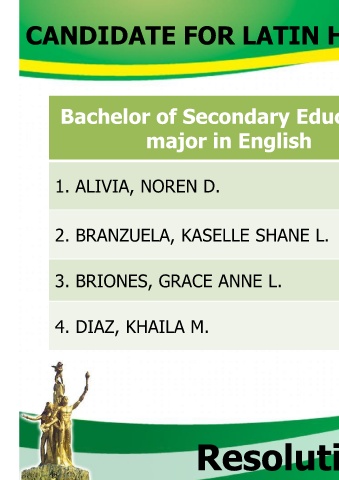 CANDIDATE FOR LATIN H
Bachelor of Secondary Educ
major in English
1. ALIVIA, NOREN D.
2. BRANZUELA, KASELLE SHANE L.
3. BRIONES, GRACE ANNE L.
4. DIAZ, KHAILA M.
Resoluti